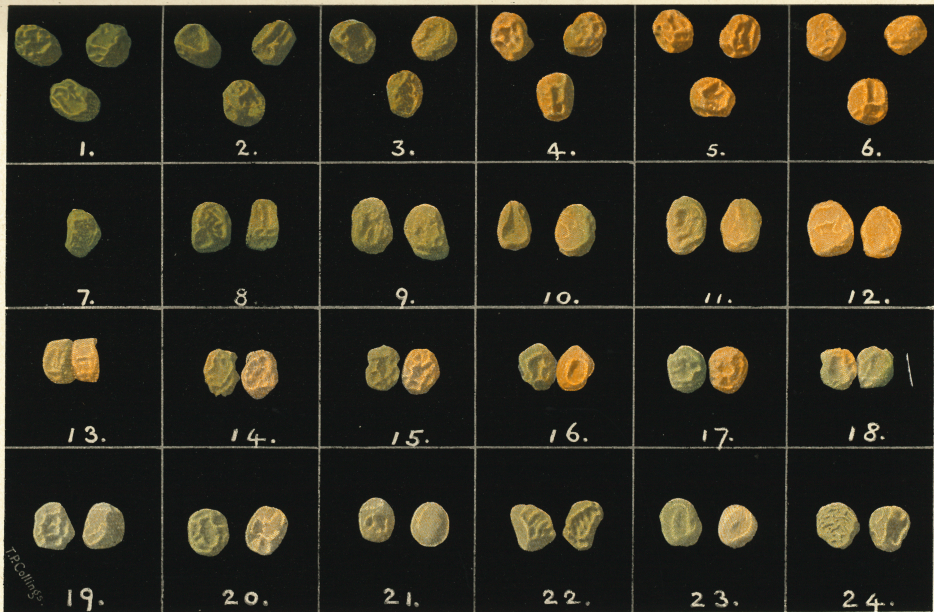 1. 2. 3. 4. 5. 6.
7. 8. 9. 10. 11. 12.
13. 14. 15. 16. 17. 18.
19. 20. 21. 22. 23. 24.
T.P. Collings.